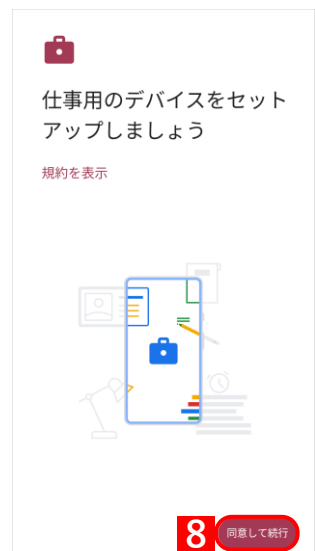 仕事用のデバイスをセット
アップしましょう
規約を表示
8
同意して続行